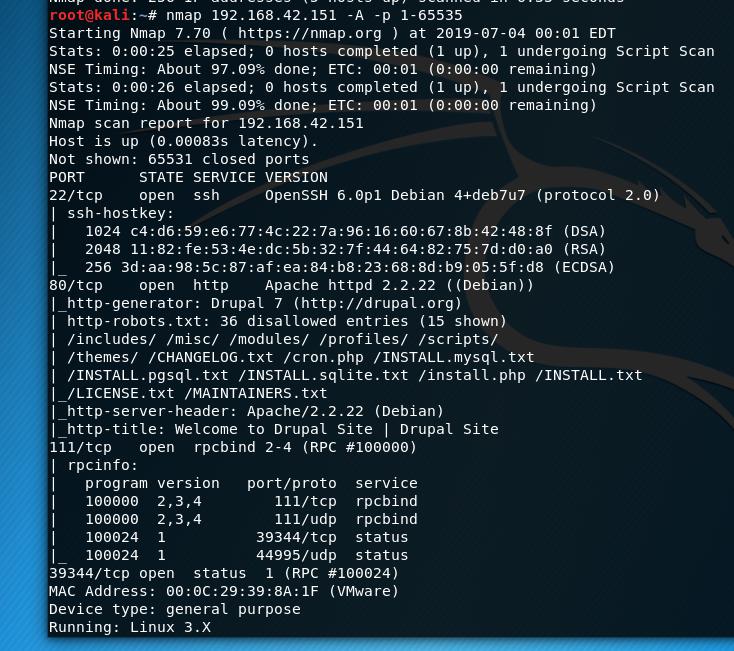 Nmap done: 256 IP addresses (5 hosts up) scanned in 6.55 seconds
root@kali:~# nmap 192.168.42.151 -A -p 1-65535
Starting Nmap 7.70 ( https://nmap.org ) at 2019-07-04 00:01 EDT
Stats: 0:00:25 elapsed; 0 hosts completed (1 up), 1 undergoing Script Scan
NSE Timing: About 97.09% done; ETC: 00:01 (0:00:00 remaining)
Stats: 0:00:26 elapsed; 0 hosts completed (1 up), 1 undergoing Script Scan
NSE Timing: About 99.09% done; ETC: 00:01 (0:00:00 remaining)
Nmap scan report for 192.168.42.151
Host is up (0.00083s latency).
Not shown: 65531 closed ports
PORT      STATE SERVICE VERSION
22/tcp    open  ssh     OpenSSH 6.0p1 Debian 4+deb7u7 (protocol 2.0)
| ssh-hostkey:
|   1024 c4:d6:59:e6:77:4c:22:7a:96:16:60:67:8b:42:48:8f (DSA)
|   2048 11:82:fe:53:4e:dc:5b:32:7f:44:64:82:75:7d:d0:a0 (RSA)
|_  256 3d:aa:98:5c:87:af:ea:84:b8:23:68:8d:b9:05:5f:d8 (ECDSA)
80/tcp    open  http    Apache httpd 2.2.22 ((Debian))
|_http-generator: Drupal 7 (http://drupal.org)
| http-robots.txt: 36 disallowed entries (15 shown)
| /includes/ /misc/ /modules/ /profiles/ /scripts/
| /themes/ /CHANGELOG.txt /cron.php /INSTALL.mysql.txt
| /INSTALL.pgsql.txt /INSTALL.sqlite.txt /install.php /INSTALL.txt
|_/LICENSE.txt /MAINTAINERS.txt
|_http-server-header: Apache/2.2.22 (Debian)
|_http-title: Welcome to Drupal Site | Drupal Site
111/tcp   open  rpcbind 2-4 (RPC #100000)
| rpcinfo:
|   program version   port/proto  service
|   100000  2,3,4        111/tcp  rpcbind
|   100000  2,3,4        111/udp  rpcbind
|   100024  1          39344/tcp  status
|_  100024  1          44995/udp  status
39344/tcp open  status  1 (RPC #100024)
MAC Address: 00:0C:29:39:8A:1F (VMware)
Device type: general purpose
Running: Linux 3.X